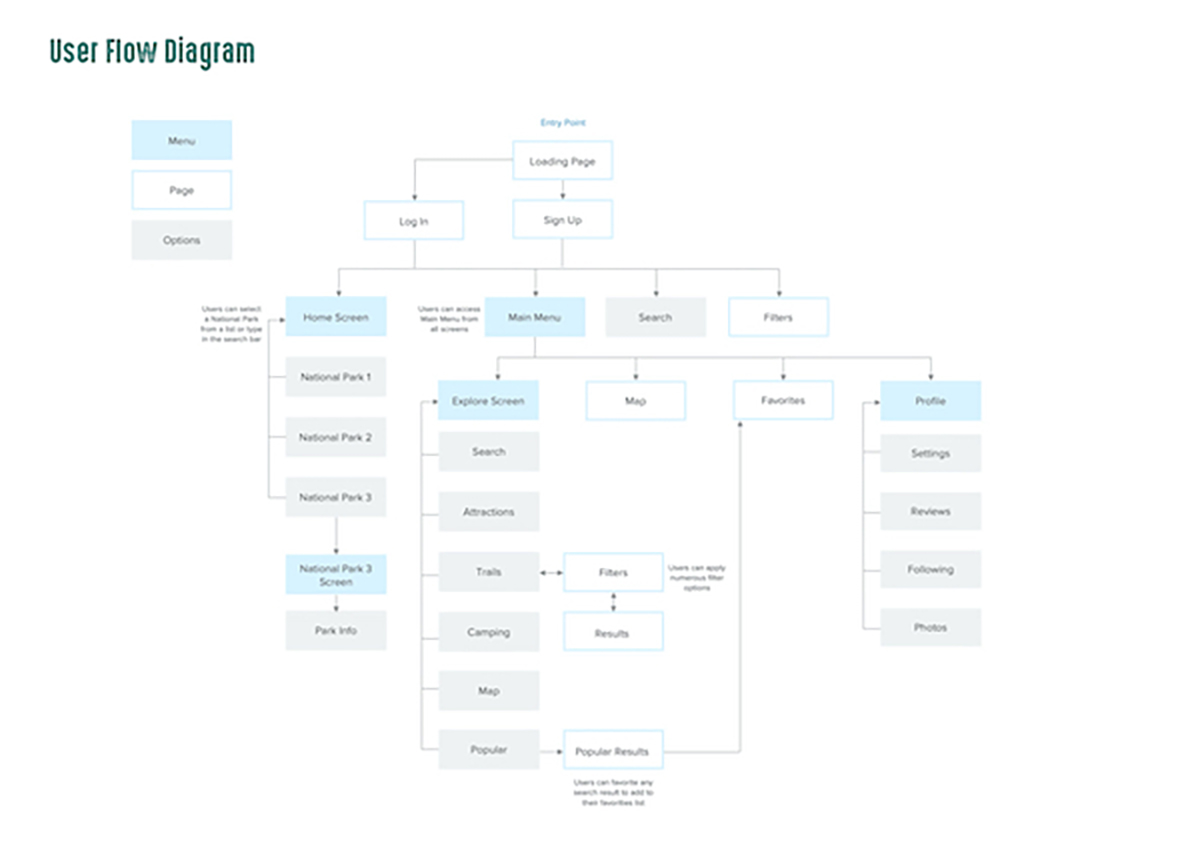 User Flow Diagram
Entry Point
Menu
Loading Page
Page
Log In
Sign Up
Options
Users can select
a National Park
from a list or type
in the search bar
Home Screen
Users can access
Main Menu from
all screens
Main Menu
Search
Filters
National Park 1
Explore Screen
Map
Favorites
Profile
National Park 2
Search
Settings
National Park 3
Attractions
Reviews
National Park 3
Screen
Trails
Filters
Users can apply
numerous filter
options
Following
Park Info
Camping
Results
Photos
Map
Popular
Popular Results
Users can favorite any
search result to add to
their favorities list